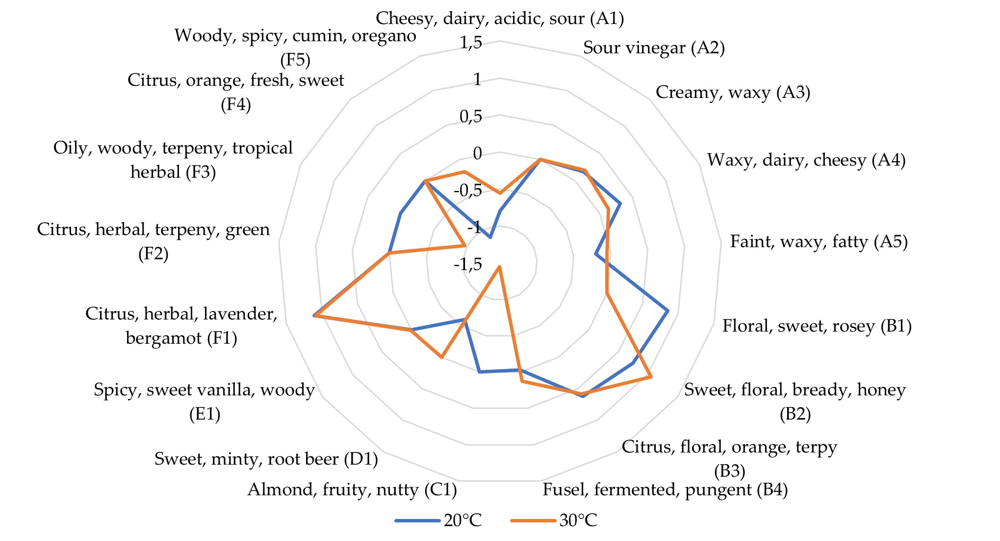 Cheesy, dairy, acidic, sour (A1)
Woody, spicy, cumin, oregano
(F5)
1,5
Sour vinegar (A2)
Citrus, orange, fresh, sweet
(F4)
1
Creamy, waxy (A3)
0,5
Oily, woody, terpeny, tropical
herbal (F3)
0
Waxy, dairy, cheesy (A4)
-0,5
Citrus, herbal, terpeny, green
(F2)
-1
Faint, waxy, fatty (A5)
-1,5
Citrus, herbal, lavender,
bergamot (F1)
Floral, sweet, rosey (B1)
Spicy, sweet vanilla, woody
(E1)
Sweet, floral, bready, honey
(B2)
Sweet, minty, root beer (D1)
Citrus, floral, orange, terpy
(B3)
Almond, fruity, nutty (C1)
Fusel, fermented, pungent (B4)
20°C
30°C